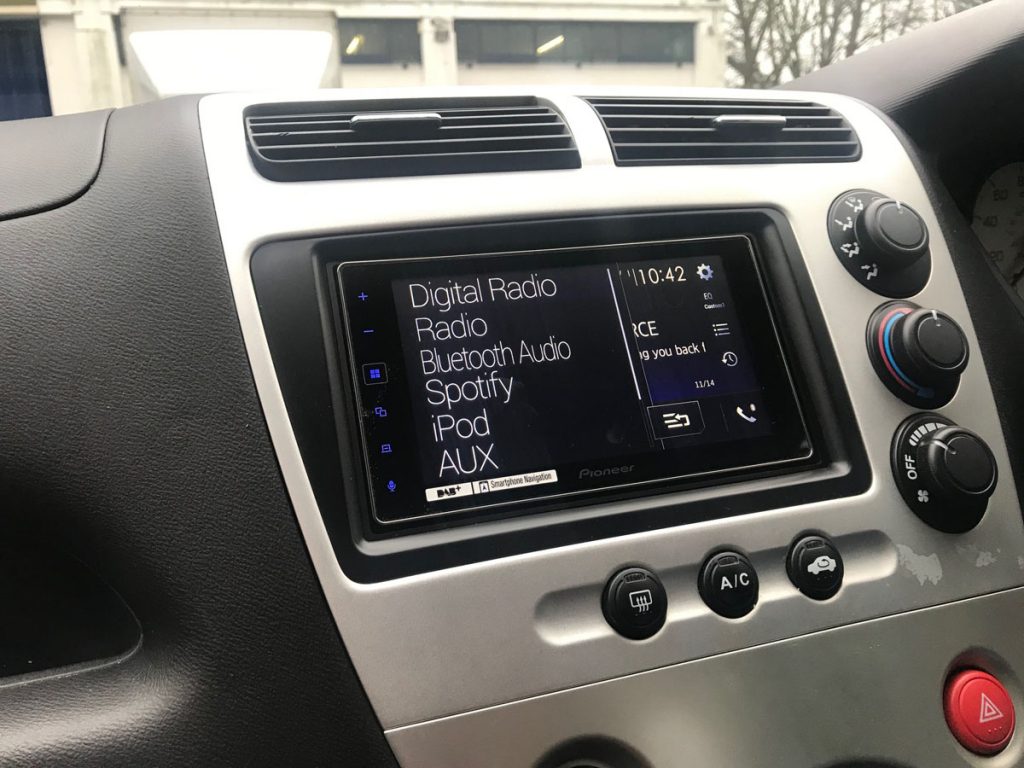 Digital Radio
Radio
Bluetooth Audio
Spotify
iPod
AUX
10:42
EQ
RCE
g you back f
11/14
DAB+
Smartphone Navigation
Pioneer
OFF
A/C